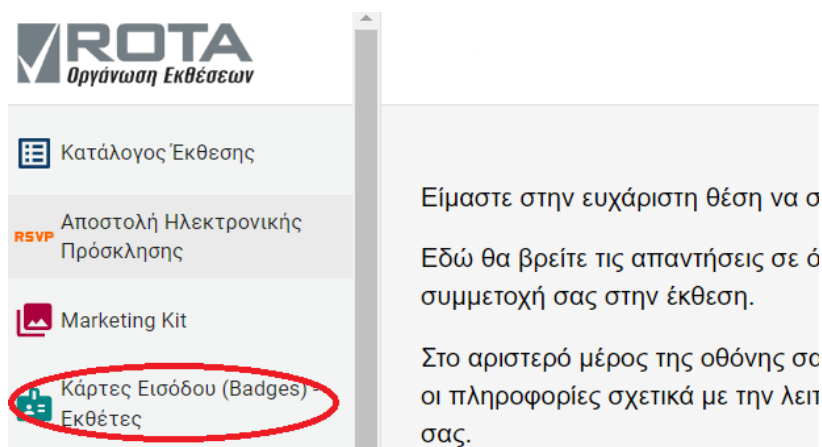 ROTA
Οργάνωση Εκθέσεων
Κατάλογος Έκθεσης
RSVP
Αποστολή Ηλεκτρονικής
Πρόσκλησης
Marketing Kit
Κάρτες Εισόδου (Badges) -
Εκθέτες
Είμαστε στην ευχάριστη θέση να
Εδώ θα βρείτε τις απαντήσεις σε
συμμετοχή σας στην έκθεση.
Στο αριστερό μέρος της οθόνης
οι πληροφορίες σχετικά με την
σας.